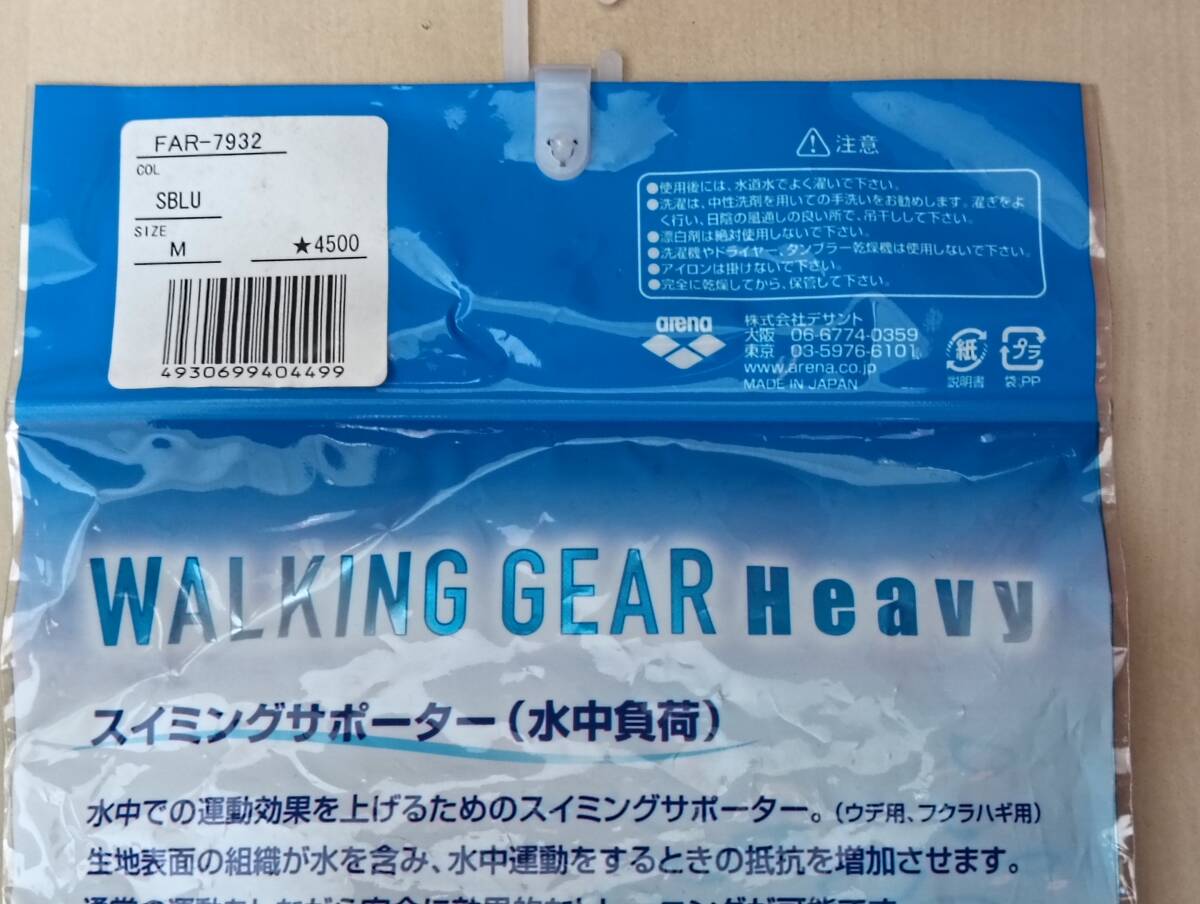 FAR-7932
COL
SBLU
SIZE
M ★4500
4930699404499
注意
●使用後には、水道水でよく濯いで下さい。
●洗濯は、中性洗剤を用いての手洗いをお勧めします。濯ぎをよ
く行い、日陰の風通しの良い所で、吊干しして下さい。
●漂白剤は絶対使用しないで下さい。
●洗濯機やドライヤー、タンブラー乾燥機は使用しないで下さい。
●アイロンは掛けないで下さい。
●完全に乾燥してから、保管して下さい。
arena
株式会社デサント
大阪 06-6774-0359
東京 03-5976-6101
www.arena.co.jp
MADE IN JAPAN
紙
説明書
プラ
袋、PP
WALKING GEAR Heavy
スイミングサポーター(水中負荷)
水中での運動効果を上げるためのスイミングサポーター。(ウデ用、フクラハギ用)
生地表面の組織が水を含み、水中運動をするときの抵抗を増加させます。